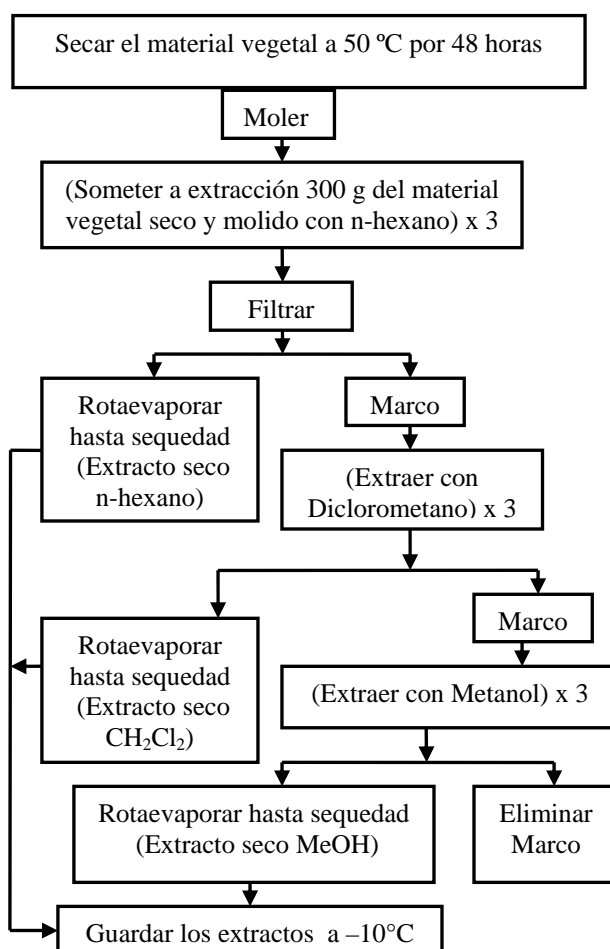 Secar el material vegetal a 50 ºC por 48 horas
Moler
(Someter a extracción 300 g del material
vegetal seco y molido con n-hexano) x 3
Filtrar
Rotaevaporar
hasta sequedad
(Extracto seco
n-hexano)
Marco
(Extraer con
Diclorometano) x 3
Rotaevaporar
hasta sequedad
(Extracto seco
CH₂Cl₂)
Marco
(Extraer con Metanol) x 3
Rotaevaporar hasta sequedad
(Extracto seco MeOH)
Eliminar
Marco
Guardar los extractos a –10°C